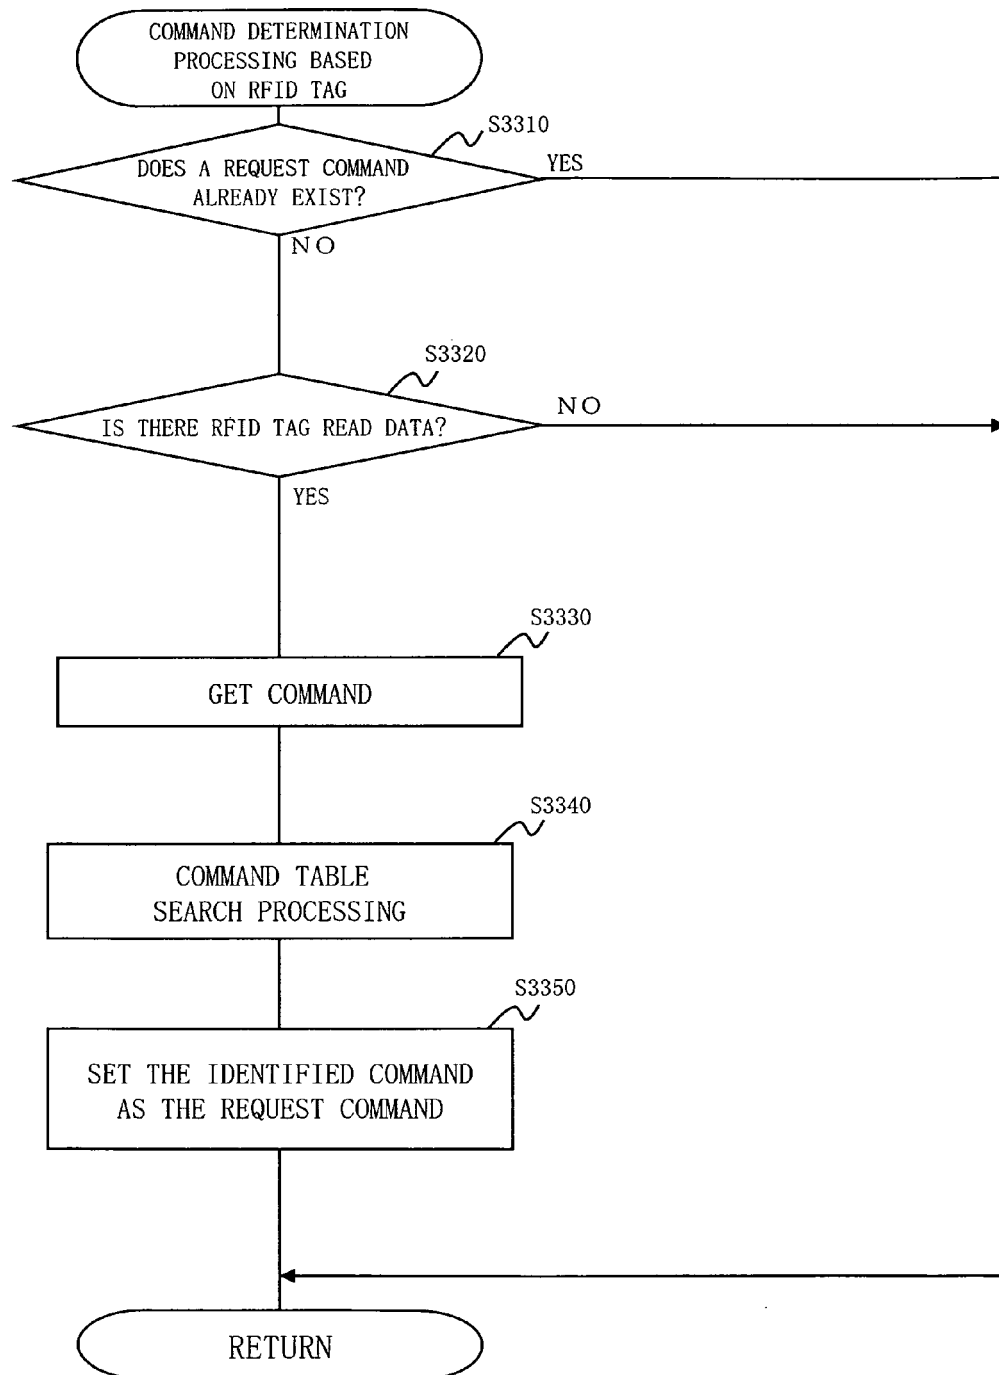 COMMAND DETERMINATION
PROCESSING BASED
ON RFID TAG
S3310
DOES A REQUEST COMMAND
ALREADY EXIST?
YES
NO
S3320
IS THERE RFID TAG READ DATA?
NO
YES
S3330
GET COMMAND
S3340
COMMAND TABLE
SEARCH PROCESSING
S3350
SET THE IDENTIFIED COMMAND
AS THE REQUEST COMMAND
RETURN